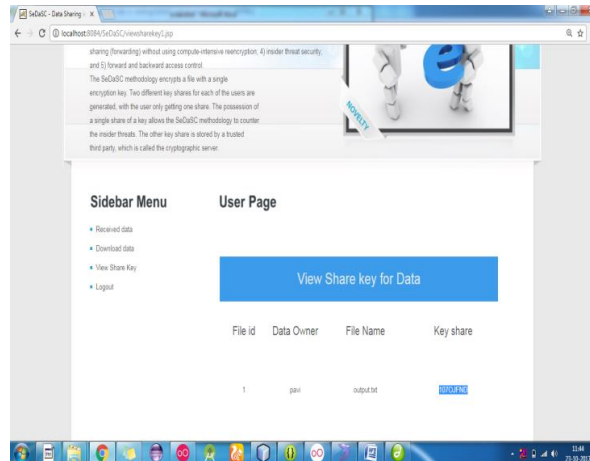 SeDaSC - Data Sharing
localhost:8084/SeDaSC/viewsharekey1.jsp
sharing (forwarding) without using compute-intensive reencryption; 4) insider threat security,
and 5) forward and backward access control.
The SeDaSC methodology encrypts a file with a single
encryption key. Two different key shares for each of the users are
generated, with the user only getting one share. The possession of
a single share of a key allows the SeDaSC methodology to counter
the insider threats. The other key share is stored by a trusted
third party, which is called the cryptographic server.
NOVELTY
Sidebar Menu
User Page
Received data
Download data
View Share Key
Logout
View Share key for Data
File id Data Owner File Name Key share
1 pavi output.txt
11:44
23-10-2017